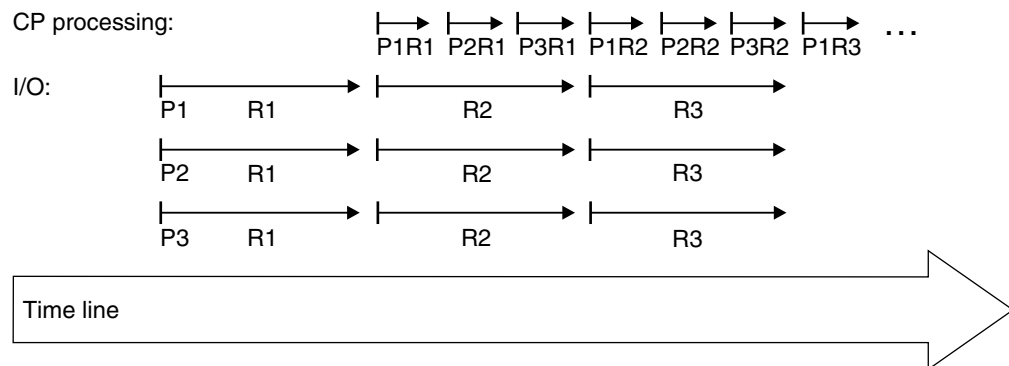 CP processing:
P1R1 P2R1 P3R1 P1R2 P2R2 P3R2 P1R3 ...
I/O:
P1 R1 R2 R3
P2 R1 R2 R3
P3 R1 R2 R3
Time line